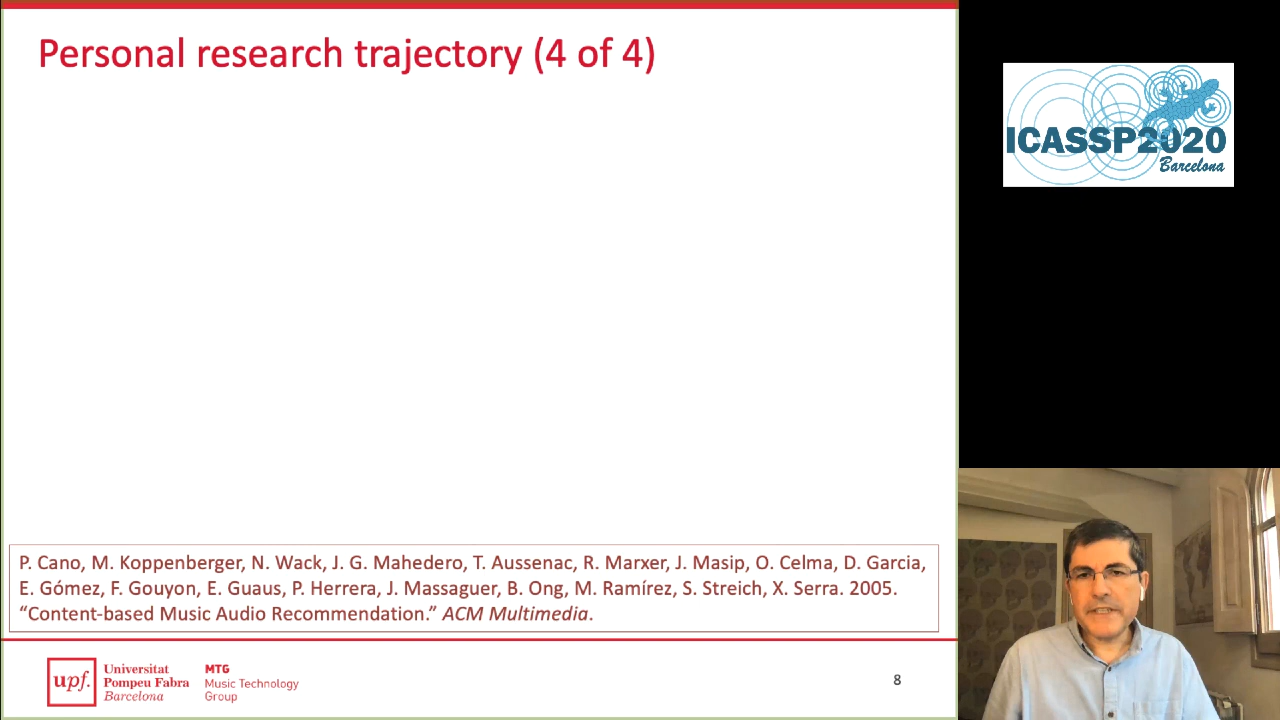 Personal research trajectory (4 of 4)
ICASSP2020
Barcelona
P. Cano, M. Koppenberger, N. Wack, J. G. Mahedero, T. Aussenac, R. Marxer, J. Masip, O. Celma, D. Garcia,
E. Gómez, F. Gouyon, E. Guaus, P. Herrera, J. Massaguer, B. Ong, M. Ramírez, S. Streich, X. Serra. 2005.
“Content-based Music Audio Recommendation.” ACM Multimedia.
upf.
Universitat
Pompeu Fabra
Barcelona
MTG
Music Technology
Group
8